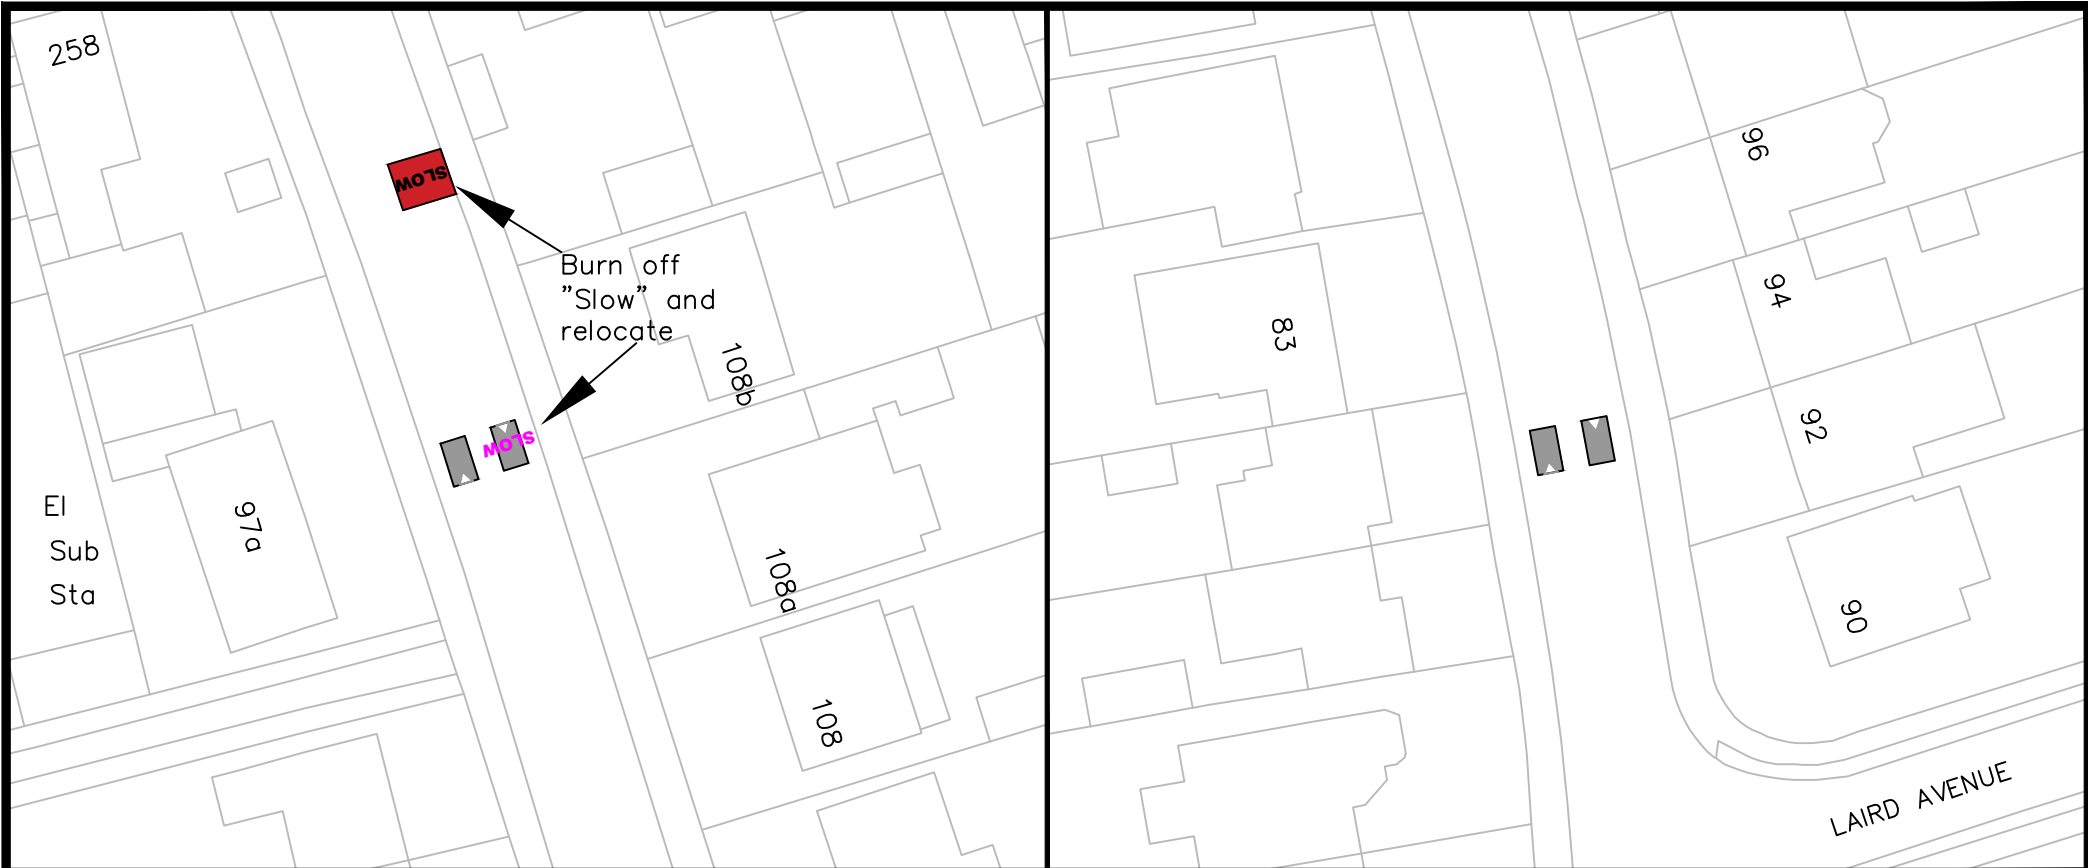 258
SLOW
Burn off
"Slow" and
relocate
108b
SLOW
97a
El
Sub
Sta
108a
108
96
94
83
92
90
LAIRD AVENUE